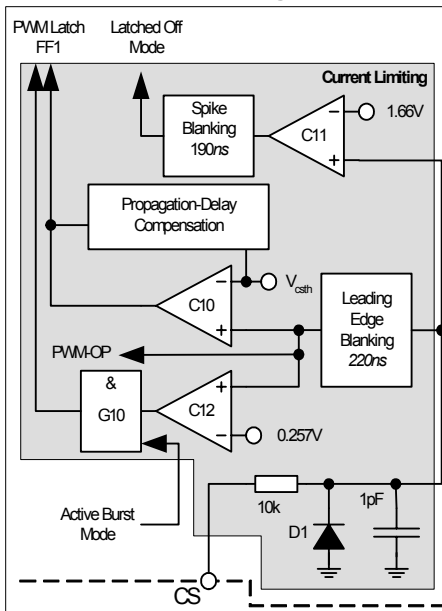 PWM Latch
FF1
Latched Off
Mode
Current Limiting
Spike
Blanking
190ns
C11
1.66V
Propagation-Delay
Compensation
Vcsth
C10
Leading
Edge
Blanking
220ns
PWM-OP
&
G10
C12
0.257V
Active Burst
Mode
10k
D1
1pF
CS